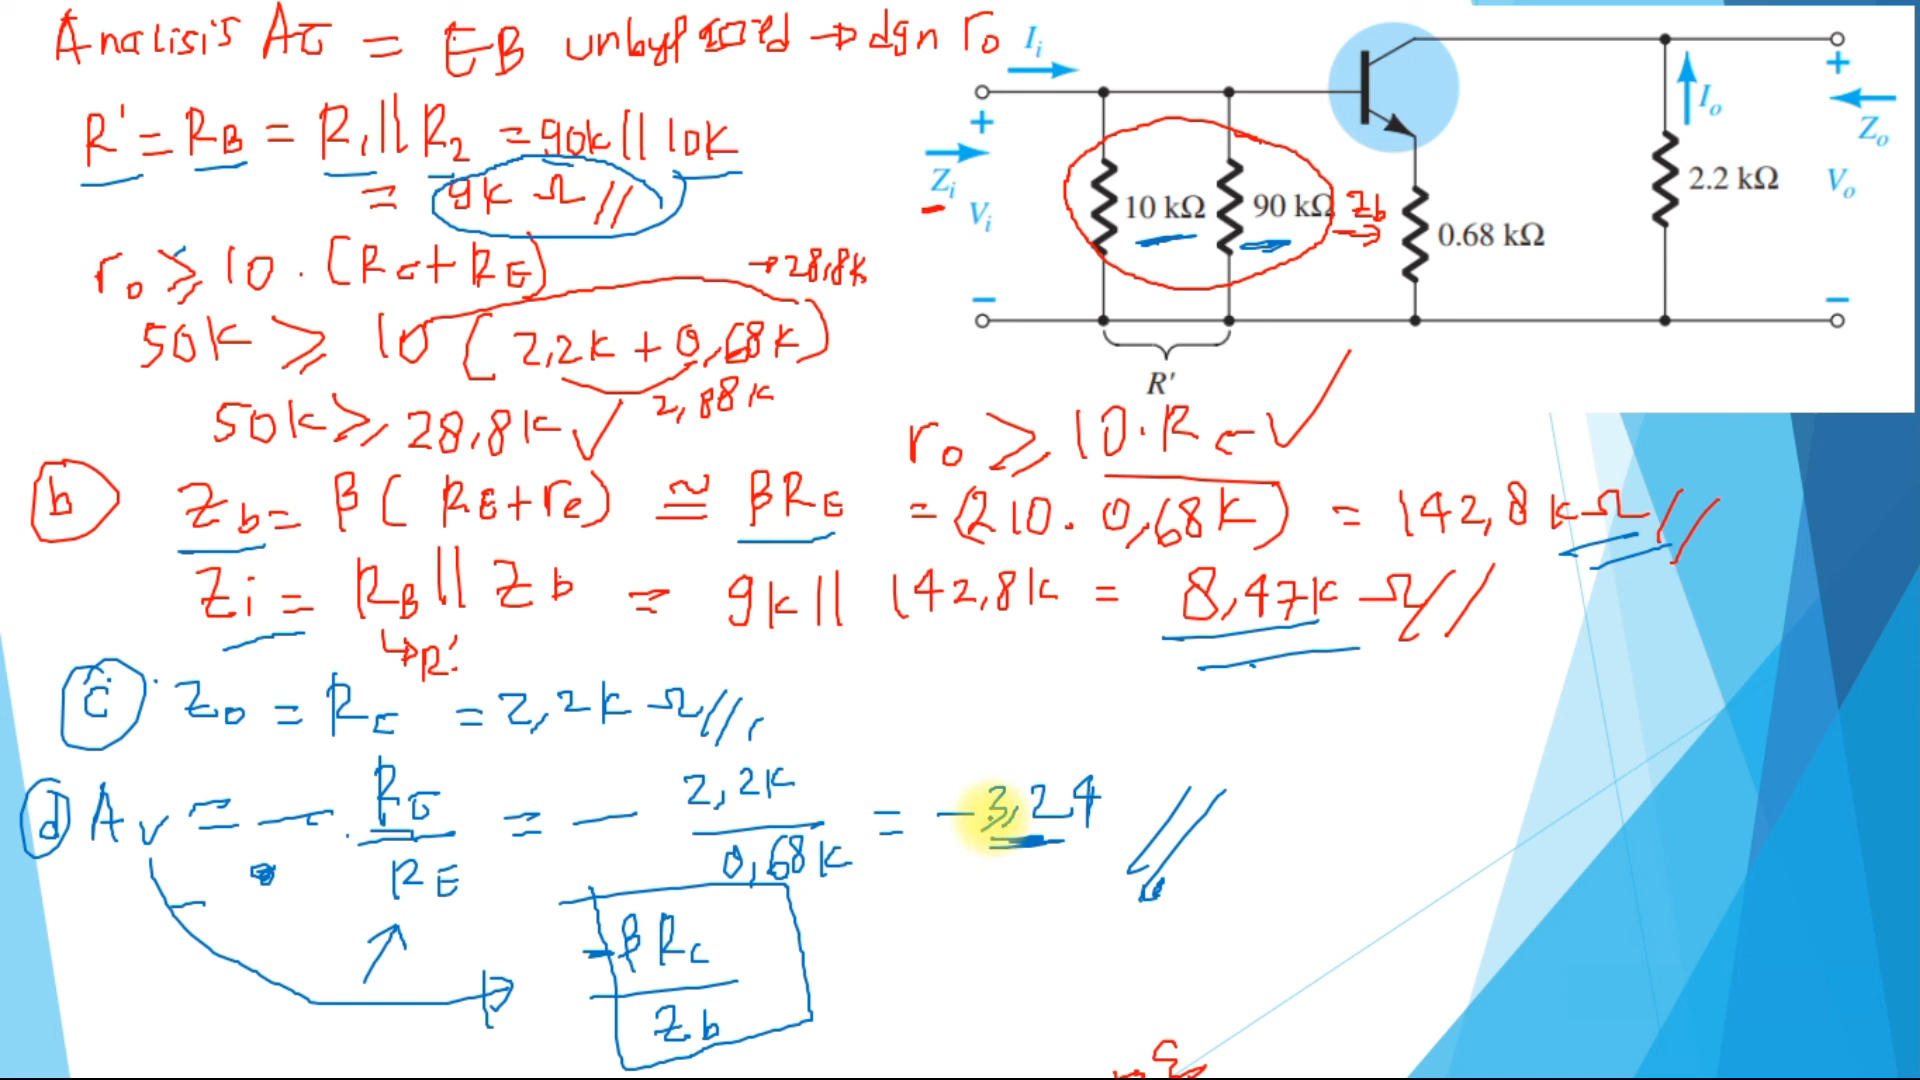 Analisis AC = EB unbypassed → dgn ro
R' = RB = R1 || R2 = 90k || 10k
= 9k Ω //
ro ≥ 10 . (RC + RE)
→ 28,8k
50k ≥ 10 (2,2k + 0,68k)
2,88k
50k ≥ 28,8k ✓
ro ≥ 10.RC ✓
b Zb = β (RE + re) ≅ βRE = (210 . 0,68k) = 142,8 kΩ //
Zi = RB || Zb = 9k || 142,8k = 8,47k Ω //
↳ R'
c Zo = RC = 2,2k Ω //
d Av = - RC / RE = - 2,2k / 0,68k = -3,24 //
-β RC / Zb
Ii
+
Zi
Vi
−
10 kΩ
90 kΩ
Zb →
0.68 kΩ
R'
Io
2.2 kΩ
+
Zo
Vo
−